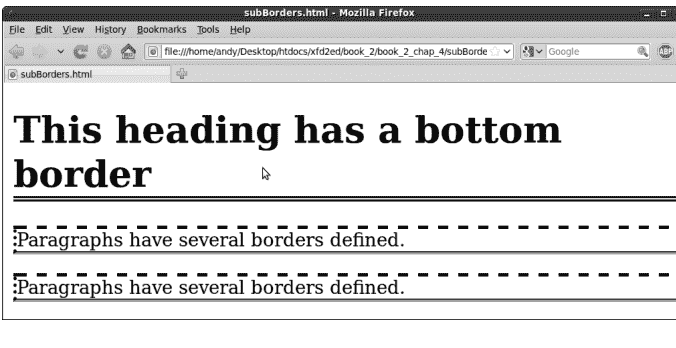 subBorders.html - Mozilla Firefox
File Edit View History Bookmarks Tools Help
file:///home/andy/Desktop/htdocs/xfd2ed/book_2/book_2_chap_4/subBorde
Google
ABP
subBorders.html
This heading has a bottom
border
Paragraphs have several borders defined.
Paragraphs have several borders defined.